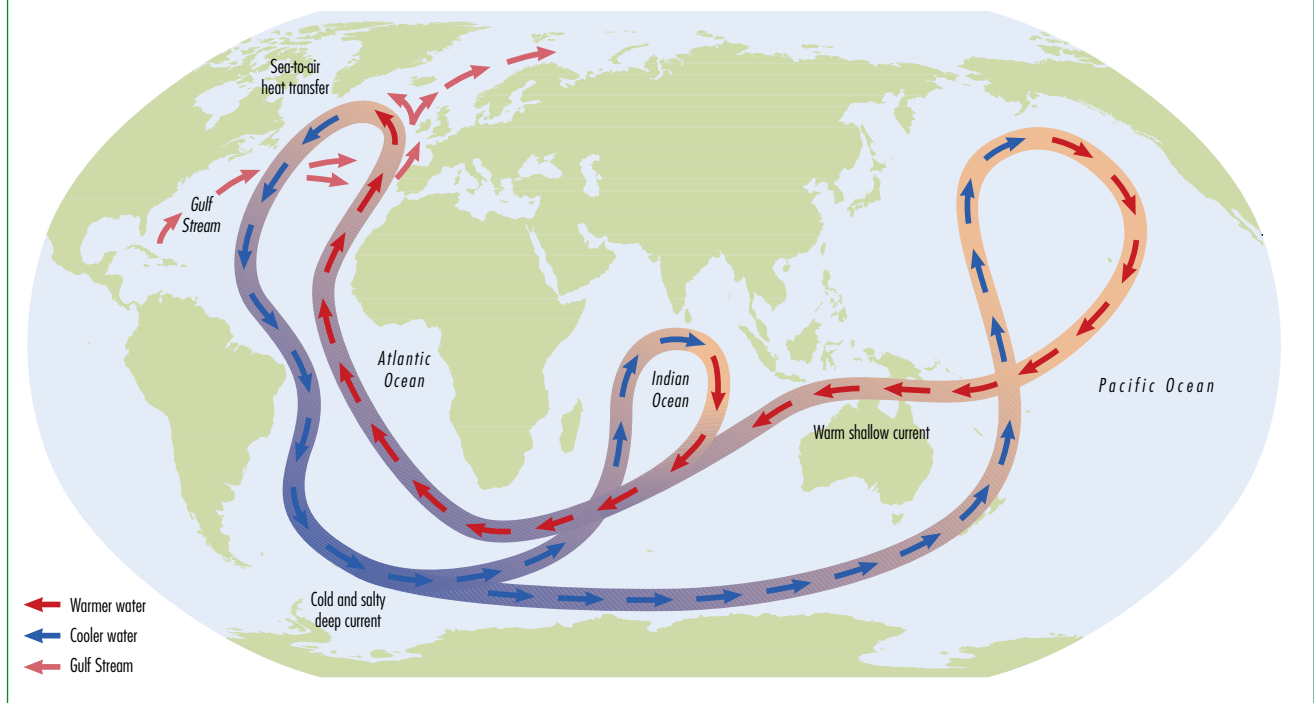 Sea-to-air
heat transfer
Gulf
Stream
Atlantic
Ocean
Indian
Ocean
Pacific Ocean
Warm shallow current
Cold and salty
deep current
Warmer water
Cooler water
Gulf Stream